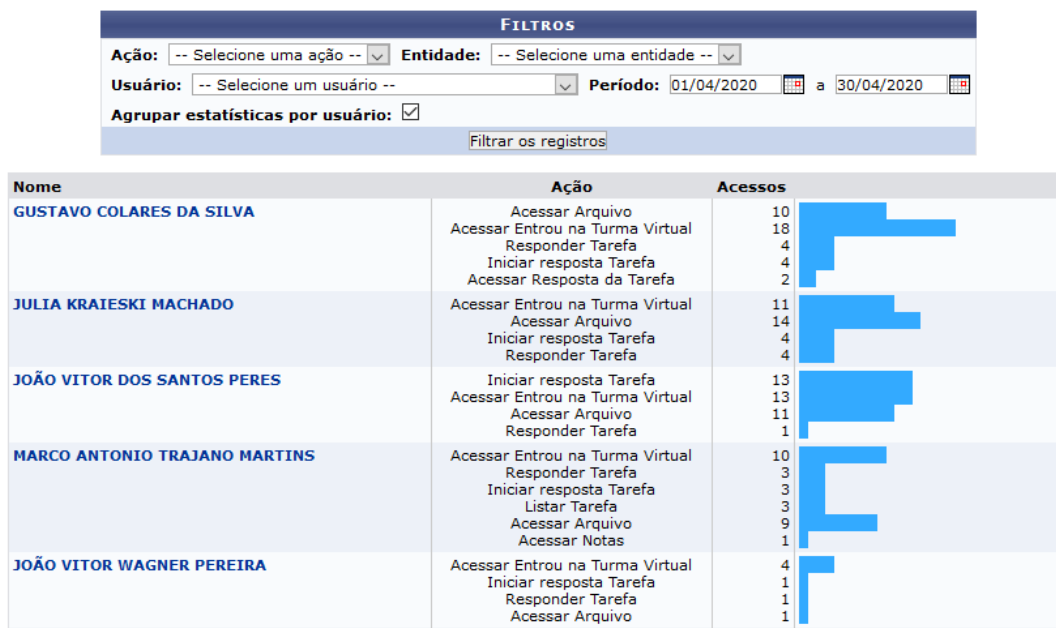 FILTROS
Ação: -- Selecione uma ação -- Entidade: -- Selecione uma entidade --
Usuário: -- Selecione um usuário -- Período: 01/04/2020 a 30/04/2020
Agrupar estatísticas por usuário:
Filtrar os registros
Nome Ação Acessos
GUSTAVO COLARES DA SILVA Acessar Arquivo 10
Acessar Entrou na Turma Virtual 18
Responder Tarefa 4
Iniciar resposta Tarefa 4
Acessar Resposta da Tarefa 2
JULIA KRAIESKI MACHADO Acessar Entrou na Turma Virtual 11
Acessar Arquivo 14
Iniciar resposta Tarefa 4
Responder Tarefa 4
JOÃO VITOR DOS SANTOS PERES Iniciar resposta Tarefa 13
Acessar Entrou na Turma Virtual 13
Acessar Arquivo 11
Responder Tarefa 1
MARCO ANTONIO TRAJANO MARTINS Acessar Entrou na Turma Virtual 10
Responder Tarefa 3
Iniciar resposta Tarefa 3
Listar Tarefa 3
Acessar Arquivo 9
Acessar Notas 1
JOÃO VITOR WAGNER PEREIRA Acessar Entrou na Turma Virtual 4
Iniciar resposta Tarefa 1
Responder Tarefa 1
Acessar Arquivo 1